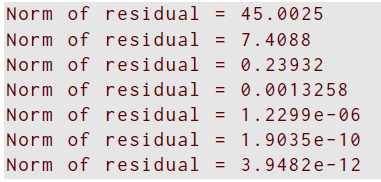 Norm of residual = 45.0025
Norm of residual = 7.4088
Norm of residual = 0.23932
Norm of residual = 0.0013258
Norm of residual = 1.2299e-06
Norm of residual = 1.9035e-10
Norm of residual = 3.9482e-12